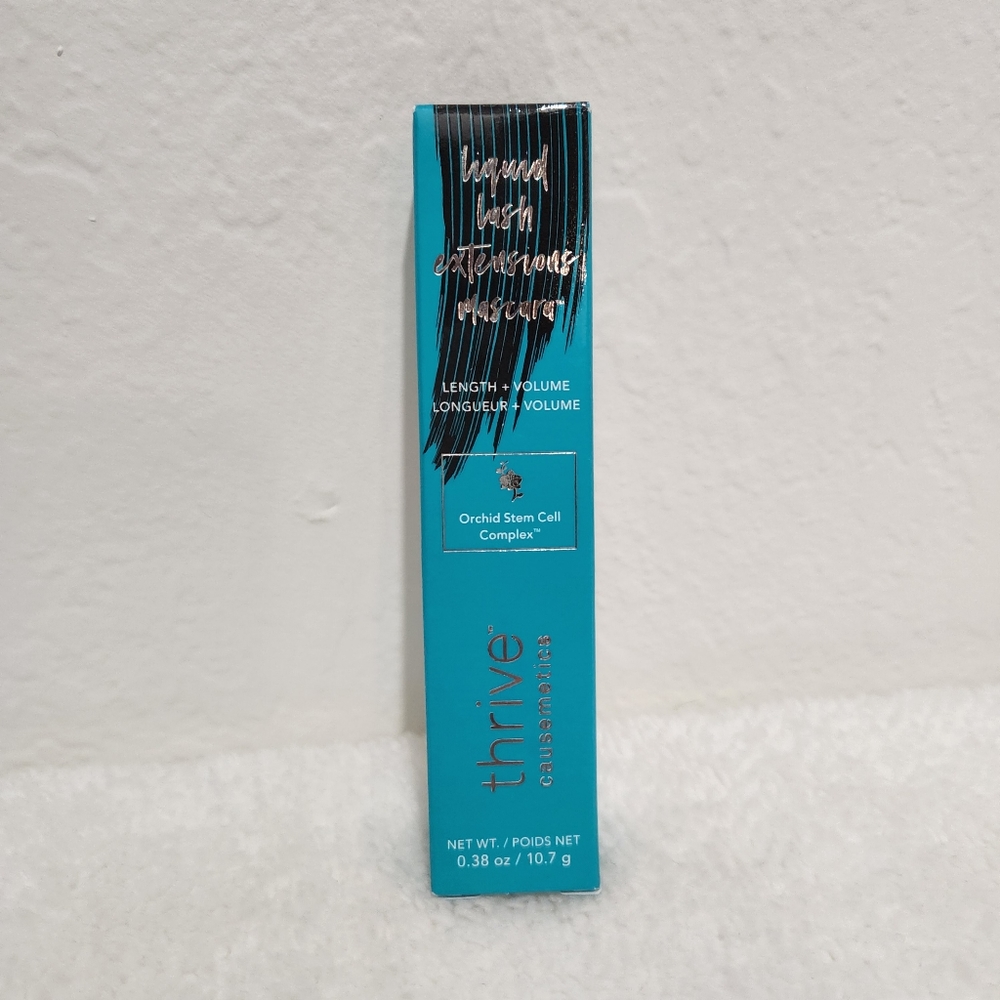 liquid
lash
extensions
mascara™
LENGTH + VOLUME
LONGUEUR + VOLUME
Orchid Stem Cell
Complex™
thrive™
causemetics
NET WT. / POIDS NET
0.38 oz / 10.7 g